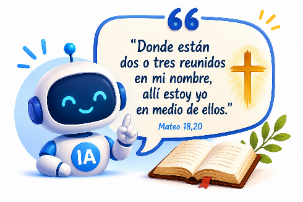 “Donde están
dos o tres reunidos
en mi nombre,
allí estoy yo
en medio de ellos.”
Mateo 18,20
IA